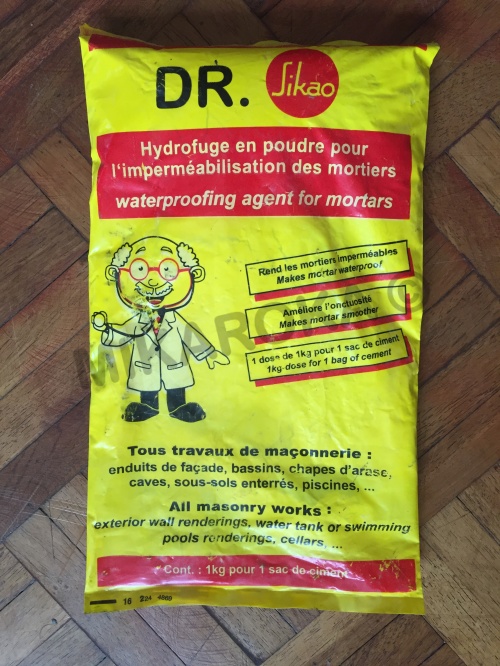 DR. Sikao
Hydrofuge en poudre pour
l'imperméabilisation des mortiers
waterproofing agent for mortars
Rend les mortiers imperméables
Makes mortar waterproof
Améliore l'onctuosité
Makes mortar smoother
1 dose de 1kg pour 1 sac de ciment
1kg-dose for 1 bag of cement
MIKAROKA ©
Tous travaux de maçonnerie :
enduits de façade, bassins, chapes d'arase,
caves, sous-sols enterrés, piscines, ...
All masonry works :
exterior wall renderings, water tank or swimming
pools renderings, cellars, ...
Cont. : 1kg pour 1 sac de ciment
16 224